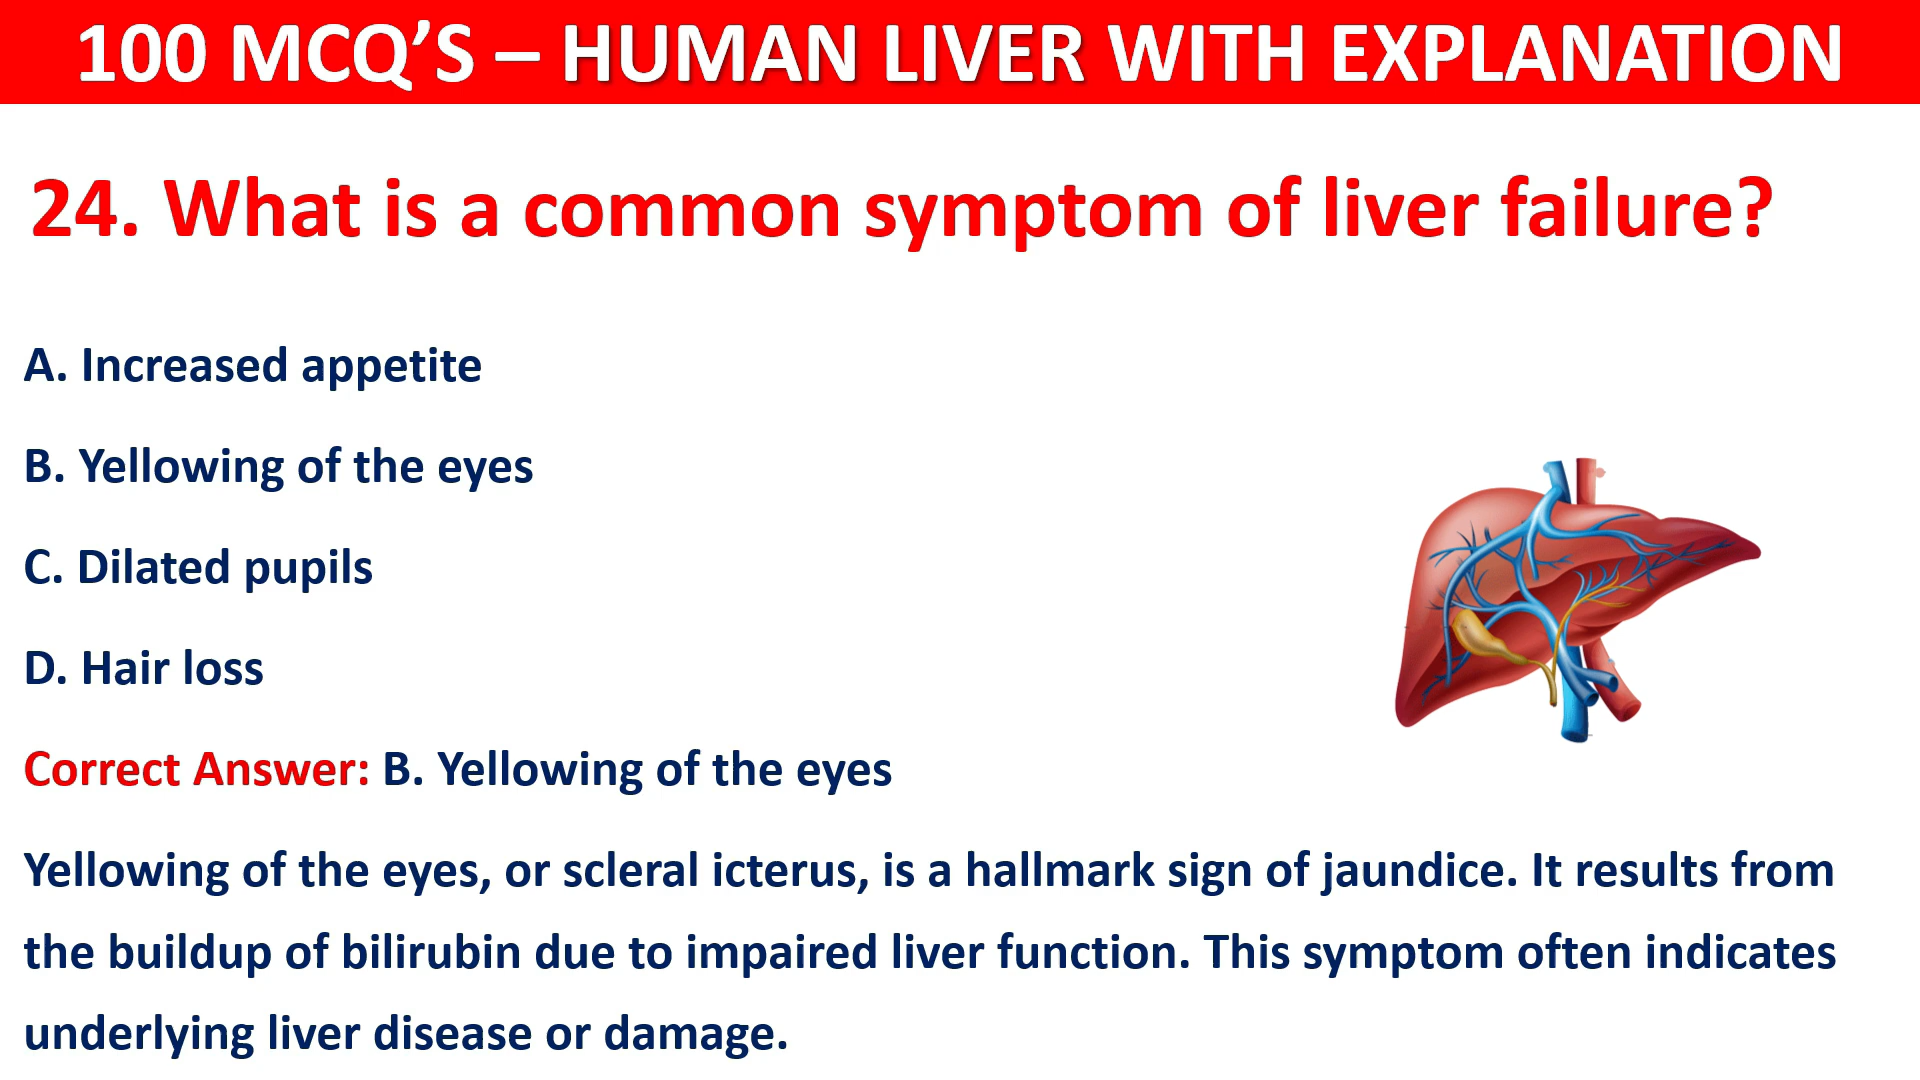 100 MCQ’S – HUMAN LIVER WITH EXPLANATION
24. What is a common symptom of liver failure?
A. Increased appetite
B. Yellowing of the eyes
C. Dilated pupils
D. Hair loss
Correct Answer: B. Yellowing of the eyes
Yellowing of the eyes, or scleral icterus, is a hallmark sign of jaundice. It results from
the buildup of bilirubin due to impaired liver function. This symptom often indicates
underlying liver disease or damage.